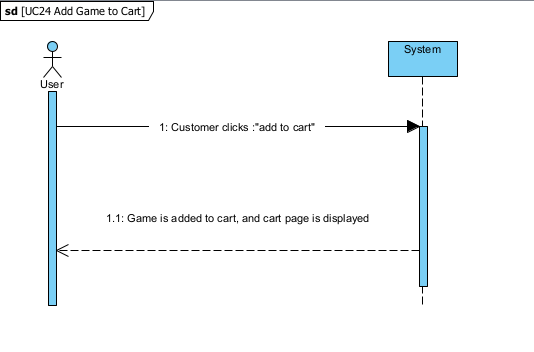 sd [UC24 Add Game to Cart]
System
User
1: Customer clicks :"add to cart"
1.1: Game is added to cart, and cart page is displayed